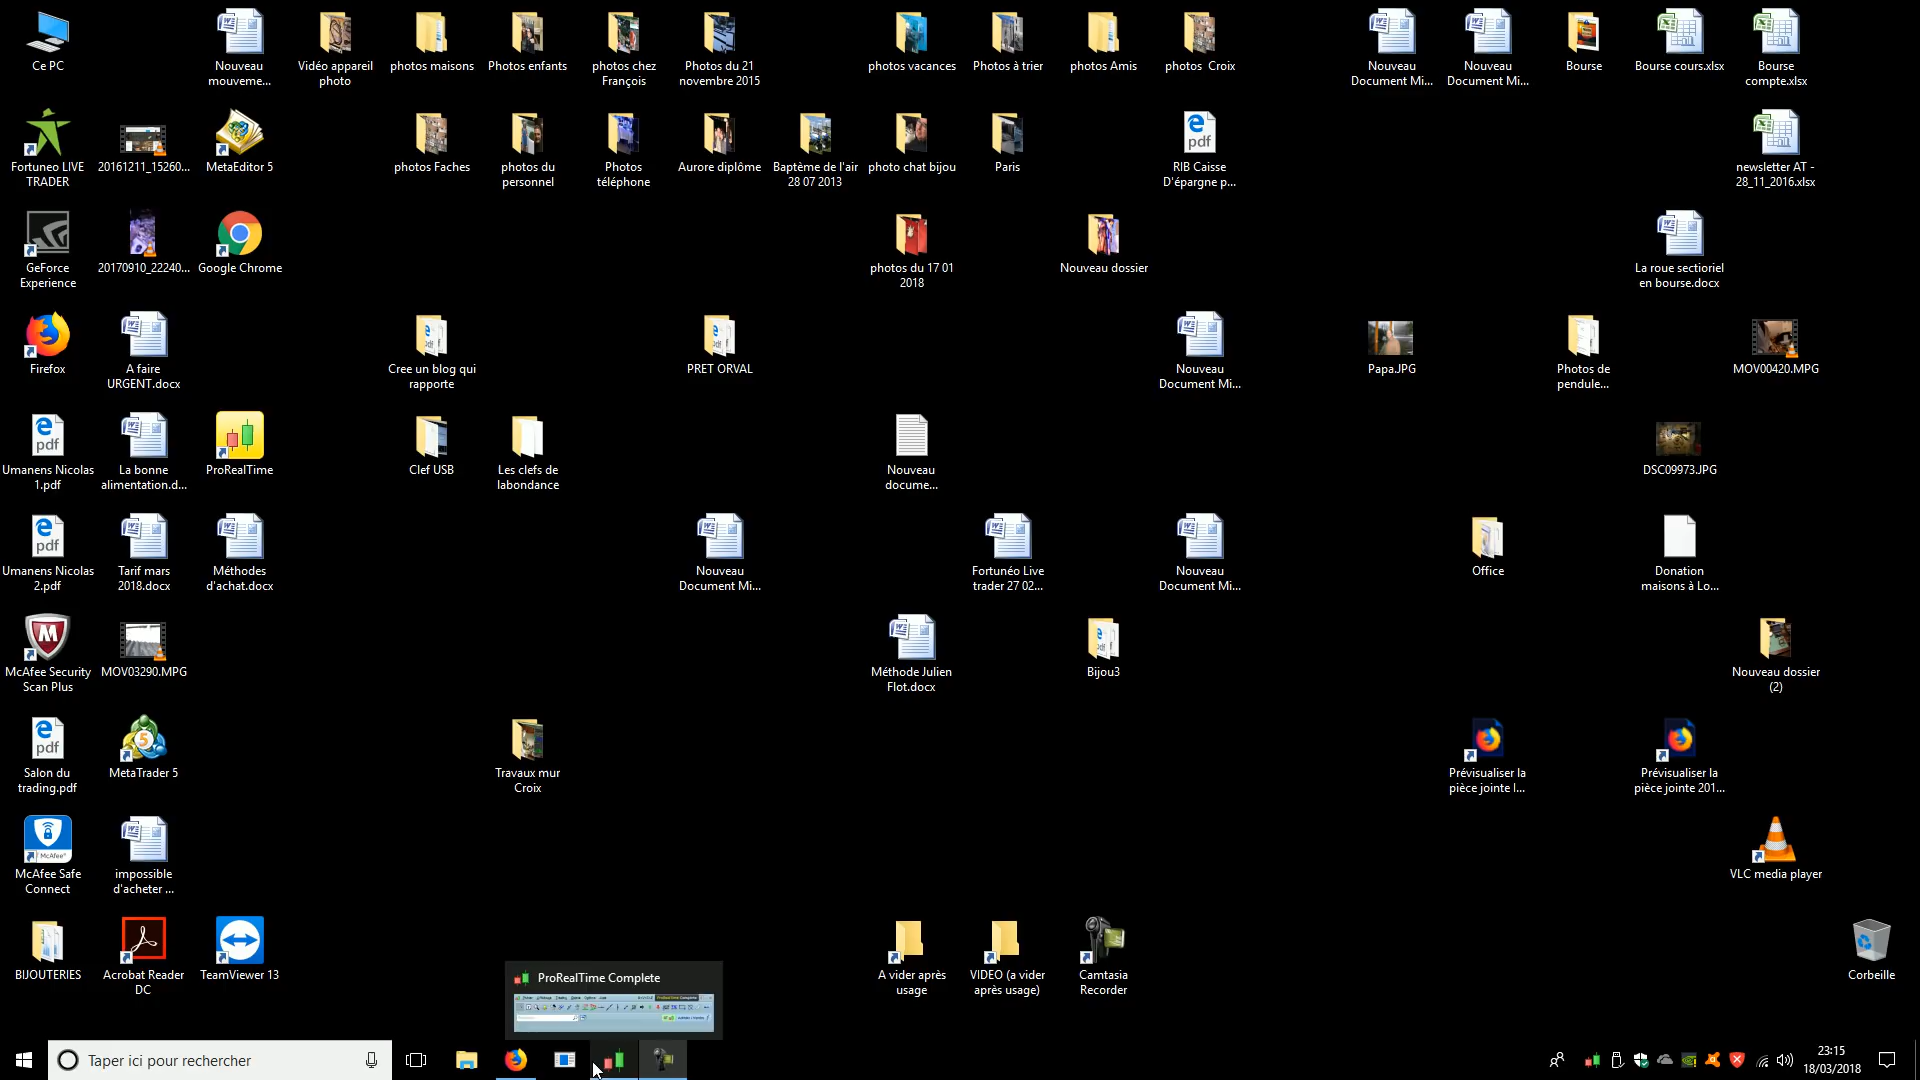 Ce PC
Nouveau
mouveme...
Vidéo appareil
photo
photos maisons
Photos enfants
photos chez
François
Photos du 21
novembre 2015
photos vacances
Photos à trier
photos Amis
photos Croix
Nouveau
Document Mi...
Nouveau
Document Mi...
Bourse
Bourse cours.xlsx
Bourse
compte.xlsx
Fortuneo LIVE
TRADER
20161211_15260...
MetaEditor 5
photos Faches
photos du
personnel
Photos
téléphone
Aurore diplôme
Baptème de l'air
28 07 2013
photo chat bijou
Paris
pdf
RIB Caisse
D'épargne p...
newsletter AT -
28_11_2016.xlsx
GeForce
Experience
20170910_22240...
Google Chrome
photos du 17 01
2018
Nouveau dossier
La roue sectioriel
en bourse.docx
Firefox
A faire
URGENT.docx
Cree un blog qui
rapporte
PRET ORVAL
Nouveau
Document Mi...
Papa.JPG
Photos de
pendule...
MOV00420.MPG
pdf
Umanens Nicolas
1.pdf
La bonne
alimentation.d...
ProRealTime
Clef USB
Les clefs de
labondance
Nouveau
docume...
DSC09973.JPG
pdf
Umanens Nicolas
2.pdf
Tarif mars
2018.docx
Méthodes
d'achat.docx
Nouveau
Document Mi...
Fortunéo Live
trader 27 02...
Nouveau
Document Mi...
Office
Donation
maisons à Lo...
McAfee Security
Scan Plus
MOV03290.MPG
Méthode Julien
Flot.docx
Bijou3
Nouveau dossier
(2)
pdf
Salon du
trading.pdf
5
MetaTrader 5
Travaux mur
Croix
Prévisualiser la
pièce jointe I...
Prévisualiser la
pièce jointe 201...
McAfee
McAfee Safe
Connect
impossible
d'acheter ...
VLC media player
BIJOUTERIES
Acrobat Reader
DC
TeamViewer 13
A vider après
usage
VIDEO (a vider
après usage)
Camtasia
Recorder
Corbeille
ProRealTime Complete
Taper ici pour rechercher
23:15
18/03/2018